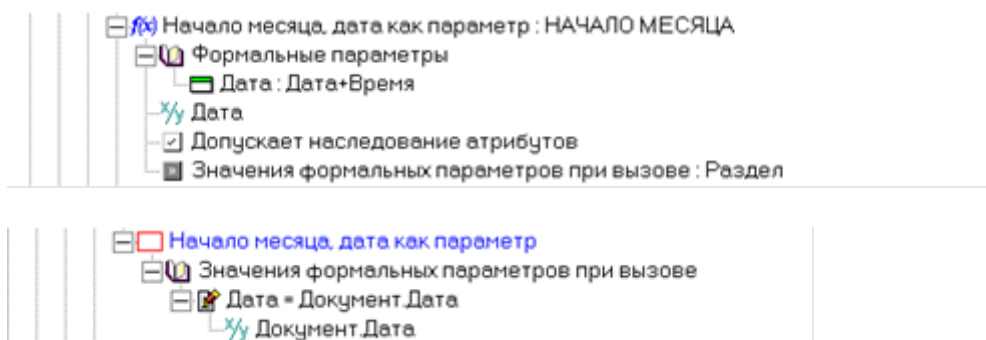 f(x) Начало месяца, дата как параметр : НАЧАЛО МЕСЯЦА
Формальные параметры
Дата : Дата+Время
x/y Дата
Допускает наследование атрибутов
Значения формальных параметров при вызове : Раздел
Начало месяца, дата как параметр
Значения формальных параметров при вызове
Дата = Документ.Дата
x/y Документ.Дата